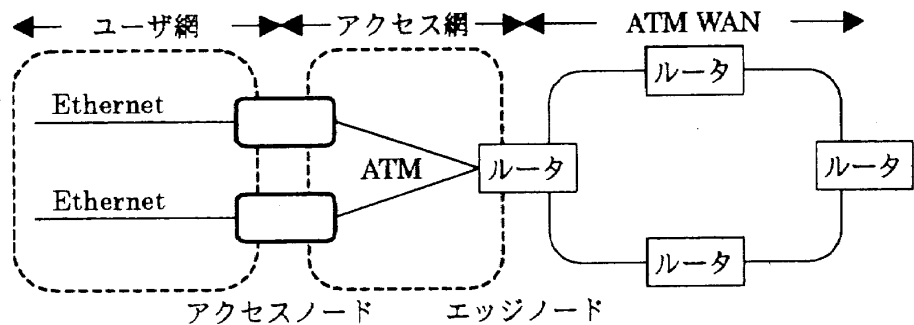 ユーザ網 アクセス網 ATM WAN
ルータ
Ethernet
ATM
ルータ
ルータ
Ethernet
ルータ
アクセスノード エッジノード